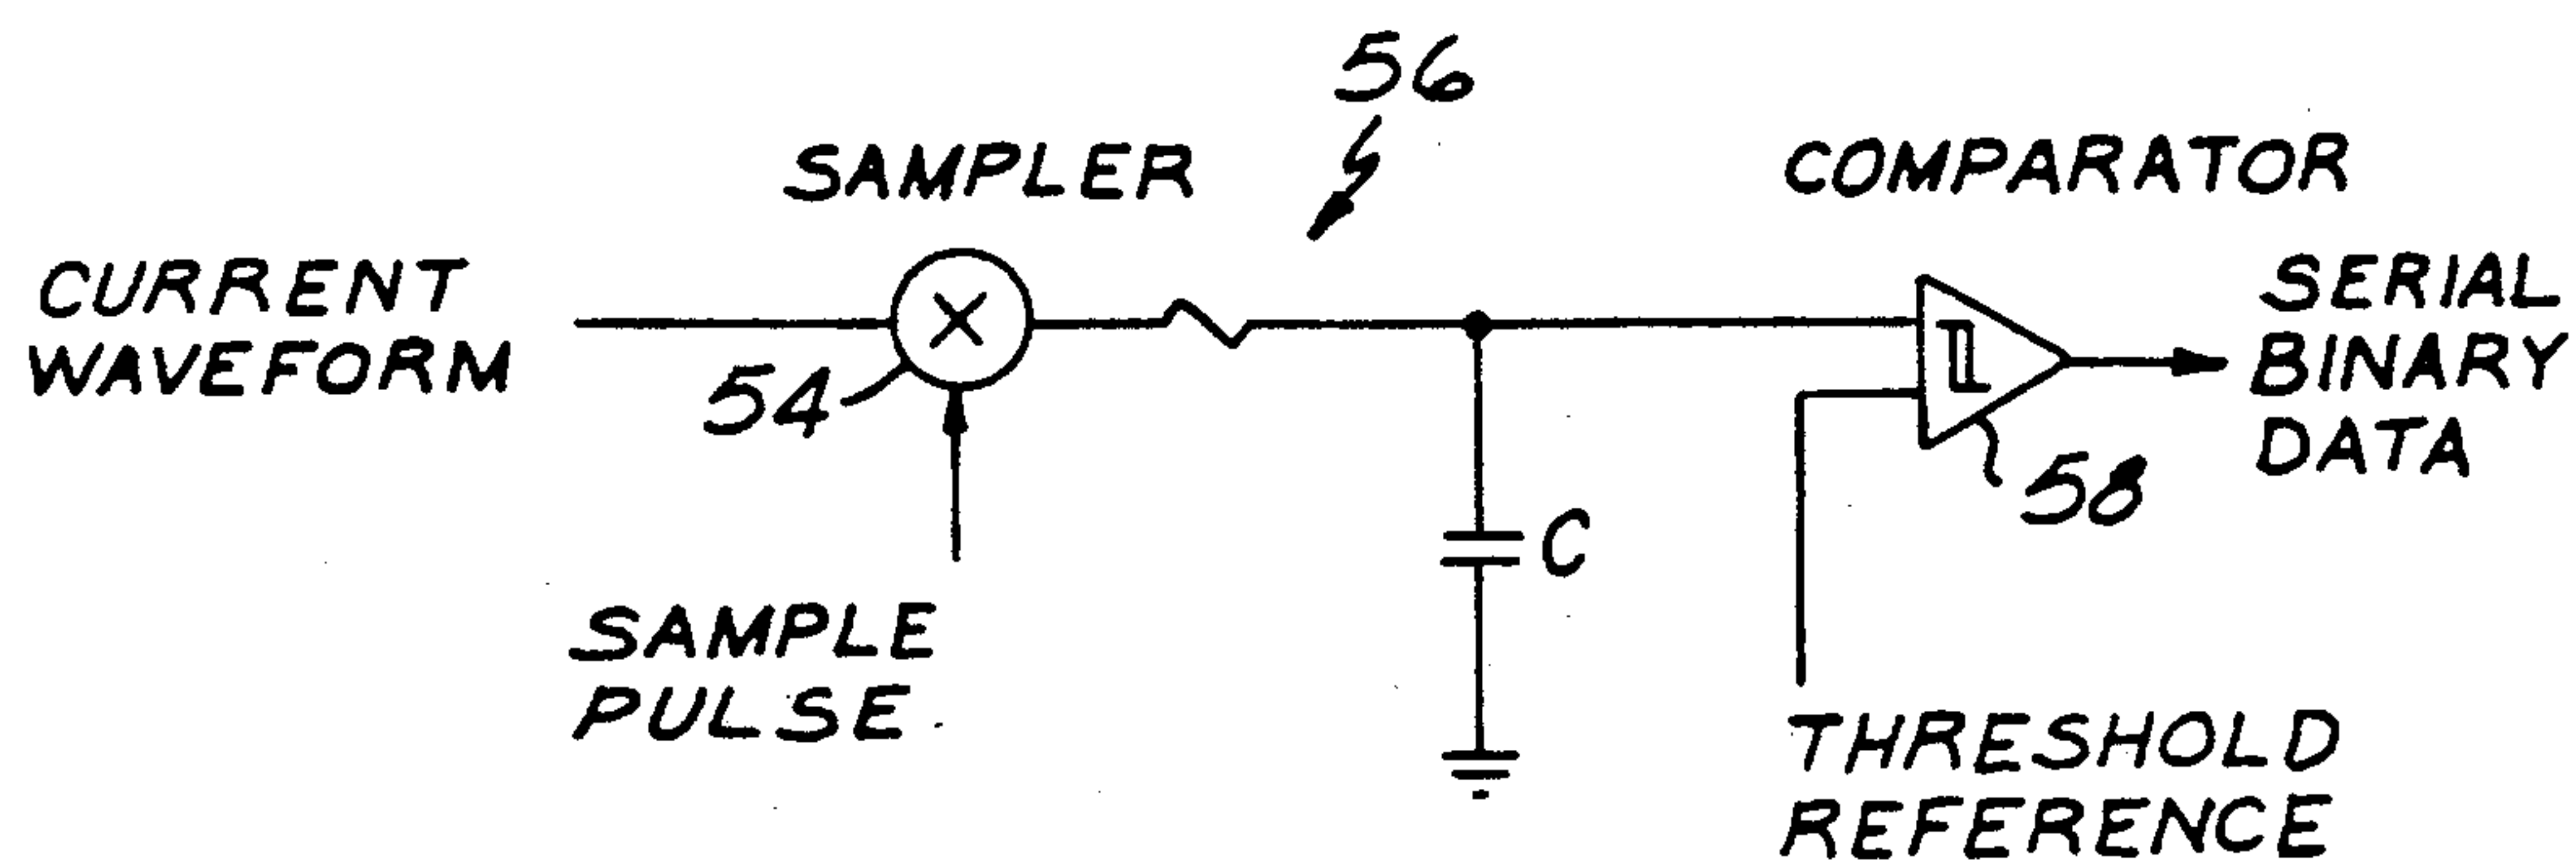 56
SAMPLER
COMPARATOR
CURRENT
WAVEFORM
54
SAMPLE
PULSE
C
58
SERIAL
BINARY
DATA
THRESHOLD
REFERENCE